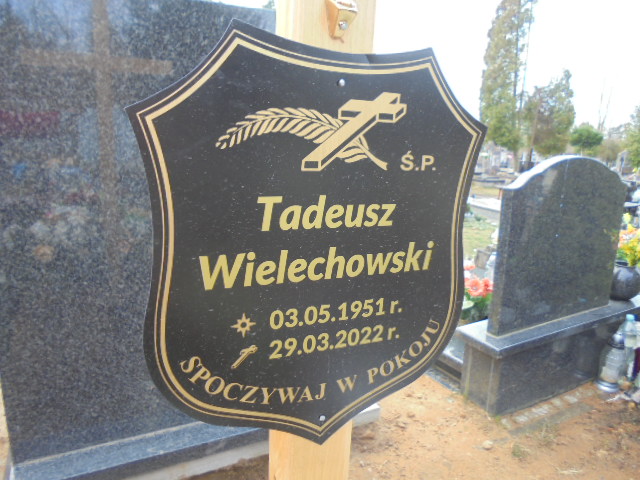 Ś.P.
Tadeusz
Wielechowski
03.05.1951 r.
29.03.2022 r.
SPOCZYWAJ W POKOJU